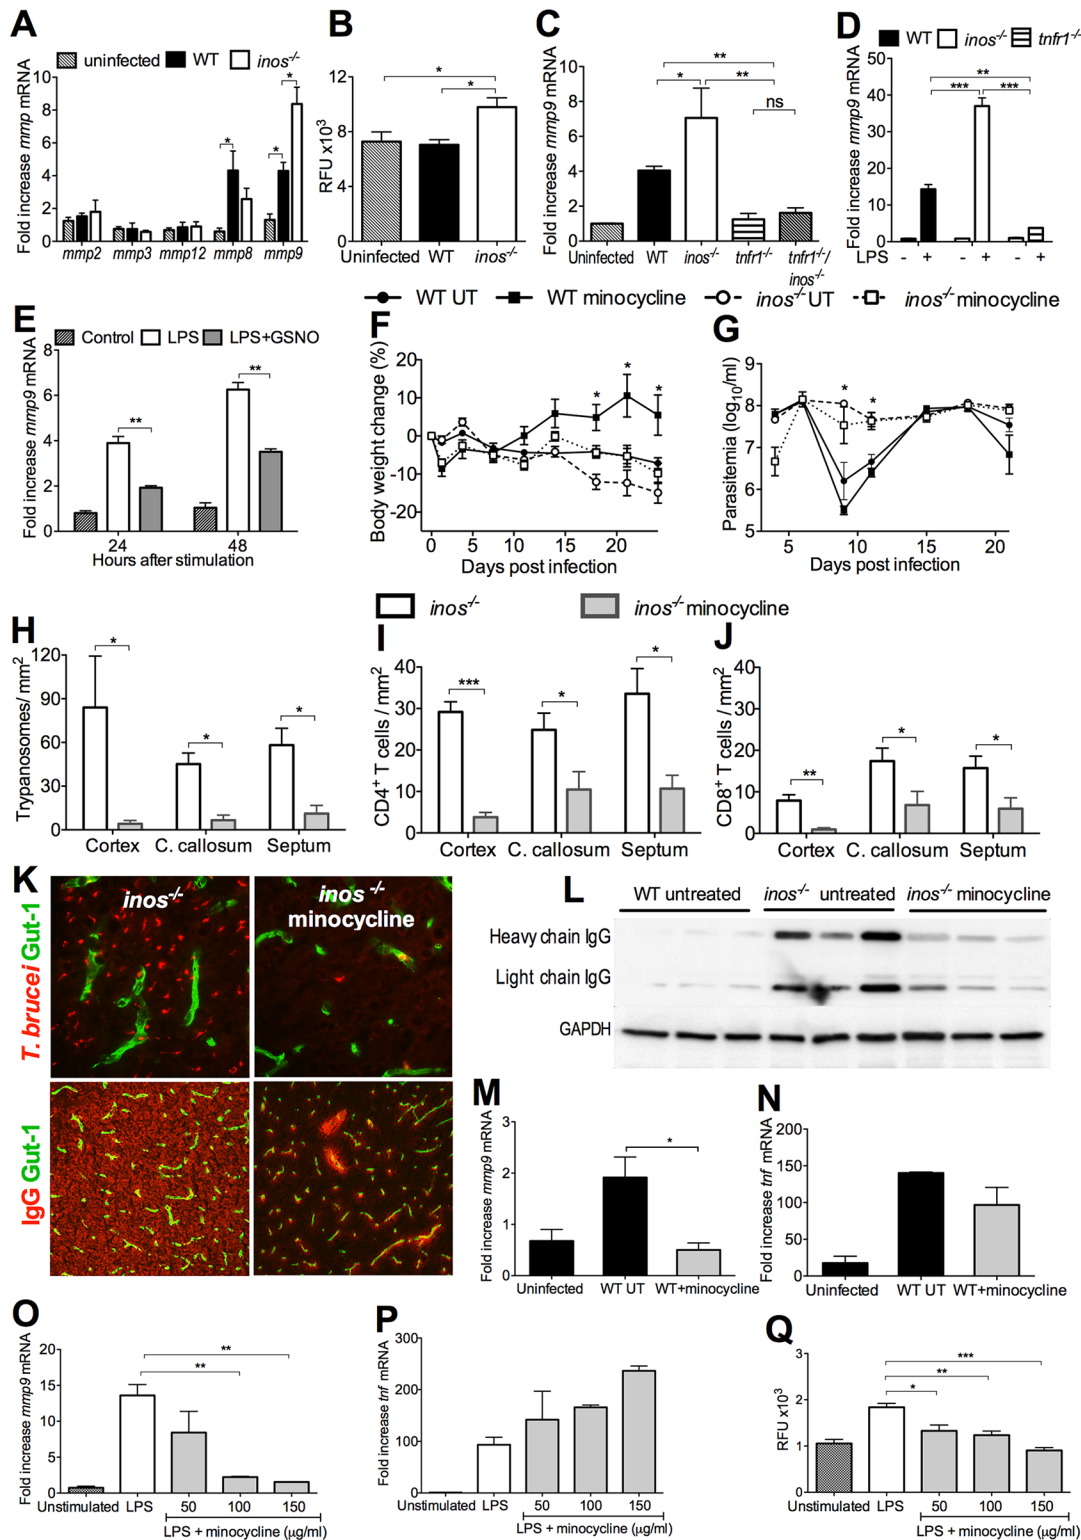 A
uninfected WT inos-/-
Fold increase mmp mRNA
10
8
6
4
2
0
* * *
mmp2 mmp3 mmp12 mmp8 mmp9
B
RFU x10³
12
9
6
3
0
*
*
Uninfected WT inos-/-
C
Fold increase mmp9 mRNA
10
8
6
4
2
0
**
* **
ns
Uninfected WT inos-/- tnfr1-/- tnfr1-/-/
inos-/-
D
WT inos-/- tnfr1-/-
Fold increase mmp9 mRNA
50
40
30
20
10
0
**
*** ***
LPS - + - + - +
WT UT WT minocycline inos-/- UT inos-/- minocycline
E
Control LPS LPS+GSNO
Fold increase mmp9 mRNA
8
6
4
2
0
** **
24 48
Hours after stimulation
F
Body weight change (%)
20
10
0
-10
-20
* * *
0 5 10 15 20
Days post infection
G
Parasitemia (log10/ml)
9
8
7
6
5
* *
5 10 15 20
Days post infection
inos-/- inos-/- minocycline
H
Trypanosomes/ mm²
120
90
60
30
0
* * *
Cortex C. callosum Septum
I
CD4+ T cells / mm²
40
30
20
10
0
*** * *
Cortex C. callosum Septum
J
CD8+ T cells / mm²
40
30
20
10
0
** * *
Cortex C. callosum Septum
K
inos-/- inos-/-
minocycline
T. brucei Gut-1
IgG Gut-1
L
WT untreated inos-/- untreated inos-/- minocycline
Heavy chain IgG
Light chain IgG
GAPDH
M
Fold increase mmp9 mRNA
3
2
1
0
*
Uninfected WT UT WT+minocycline
N
Fold increase tnf mRNA
200
150
100
50
0
Uninfected WT UT WT+minocycline
O
Fold increase mmp9 mRNA
20
15
10
5
0
**
**
Unstimulated LPS 50 100 150
LPS + minocycline (µg/ml)
P
Fold increase tnf mRNA
300
200
100
0
Unstimulated LPS 50 100 150
LPS + minocycline (µg/ml)
Q
RFU x10³
3
2
1
0
***
**
*
Unstimulated LPS 50 100 150
LPS + minocycline (µg/ml)